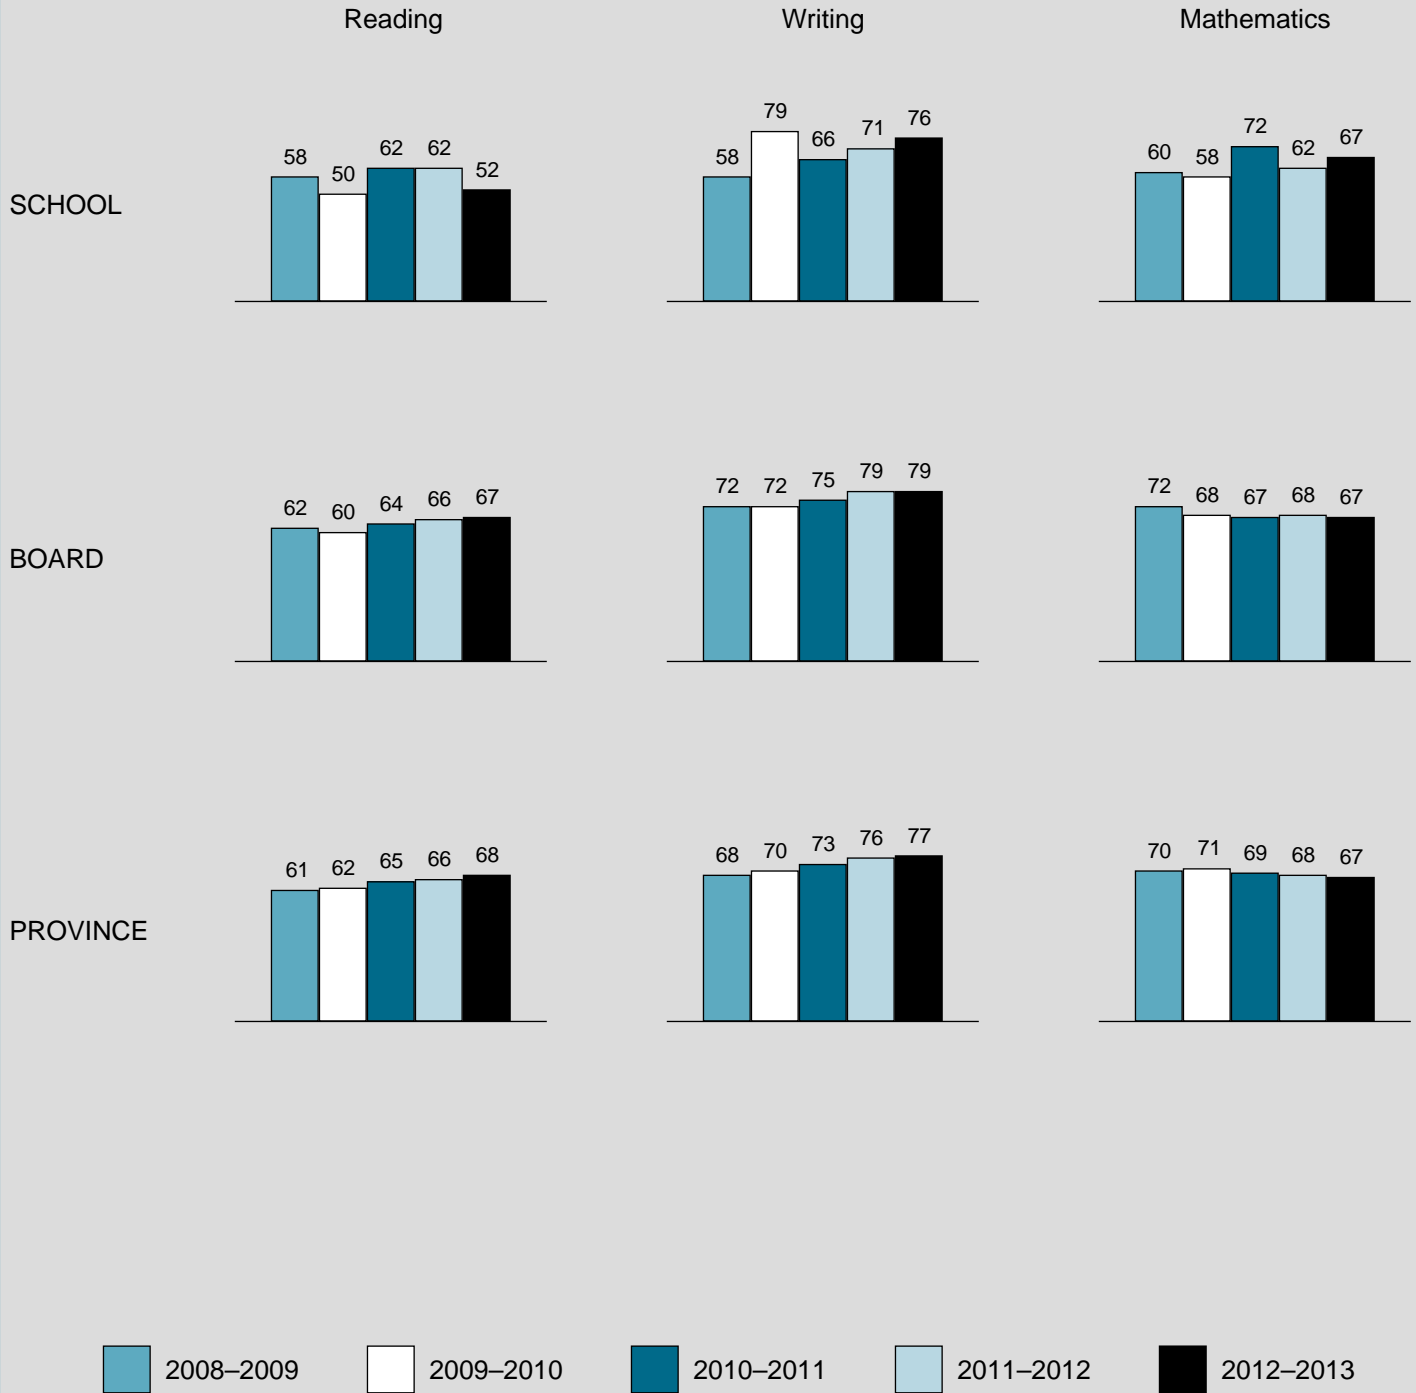 Reading Writing Mathematics
SCHOOL
58 50 62 62 52
58 79 66 71 76
60 58 72 62 67
BOARD
62 60 64 66 67
72 72 75 79 79
72 68 67 68 67
PROVINCE
61 62 65 66 68
68 70 73 76 77
70 71 69 68 67
2008–2009 2009–2010 2010–2011 2011–2012 2012–2013